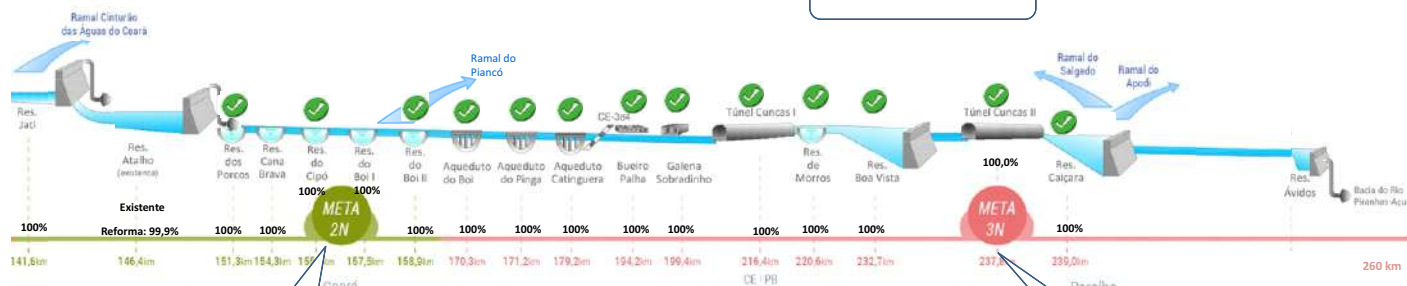 Ramal Cinturão
das Águas do Ceará
Ramal do
Piancó
Ramal do
Salgado
Ramal do
Apodi
CE-384
Túnel Cuncas I
Túnel Cuncas II
Res.
Jati
Res.
Atalho
(existente)
Res.
dos
Porcos
Res.
Cana
Brava
Res.
do
Cipó
Res.
do
Boi I
Res.
do
Boi II
Aqueduto
do Boi
Aqueduto
do Pinga
Aqueduto
Catinguera
Bueiro
Palha
Galeria
Sobradinho
Res.
de
Morros
Res.
Boa Vista
100,0%
Res.
Caiçara
Res.
Ávidos
Bacia do Rio
Piranhas-Açu
100%
Existente
Reforma: 99,9%
100%
100%
100%
100%
META
2N
100%
100%
100%
100%
100%
100%
100%
100%
100%
META
3N
100%
141,6km
146,4km
151,3km
154,3km
157,5km
158,9km
170,3km
171,2km
179,2km
194,2km
199,4km
216,4km
220,6km
232,7km
239,0km
260 km
CE PB